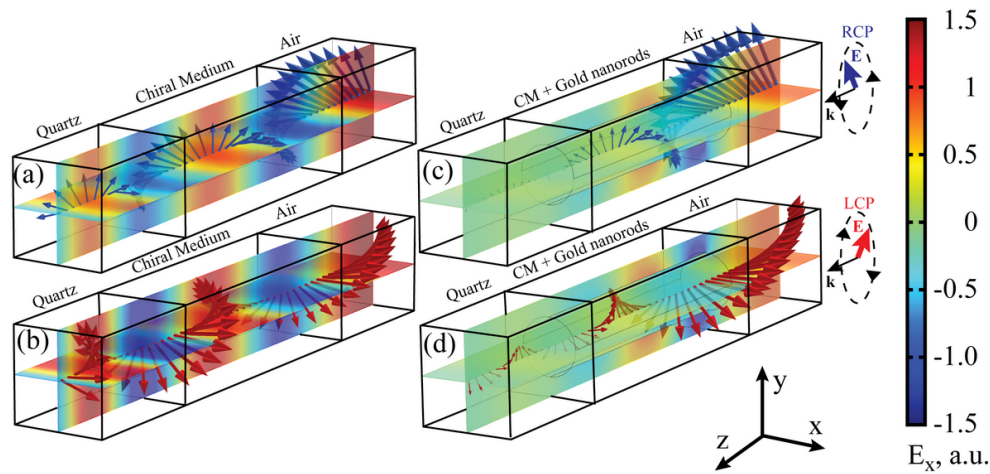 (a)
Quartz
Chiral Medium
Air
(b)
Quartz
Chiral Medium
Air
(c)
Quartz
CM + Gold nanorods
Air
(d)
Quartz
CM + Gold nanorods
Air
RCP
E
k
LCP
E
k
y
x
z
1.5
1
0.5
0
-0.5
-1.0
-1.5
Eₓ, a.u.